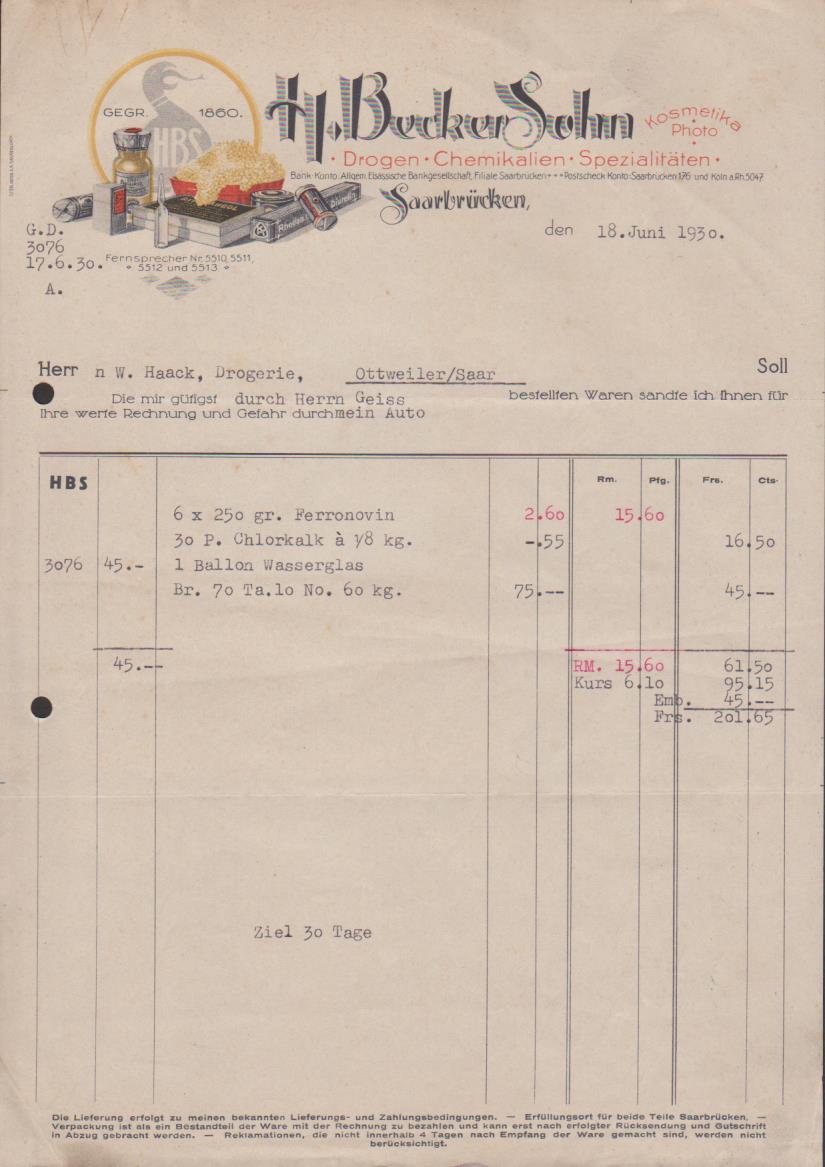 GEGR. 1860.
HBS
H. Becker Sohn
Kosmetika
Photo
· Drogen · Chemikalien · Spezialitäten ·
Bank-Konto: Allgem. Elsässische Bankgesellschaft, Filiale Saarbrücken + + + Postscheck Konto: Saarbrücken 176 und Köln a.Rh. 5047
Saarbrücken,
den 18.Juni 1930.
G.D.
3076
17.6.30.
Fernsprecher Nr. 5510, 5511,
5512 und 5513
A.
Herr n W. Haack, Drogerie, Ottweiler/Saar Soll
Die mir gütigst durch Herrn Geiss bestellten Waren sandte ich Ihnen für
Ihre werte Rechnung und Gefahr durch mein Auto
HBS Rm. Pfg. Frs. Cts.
6 x 250 gr. Ferronovin 2.60 15.60
30 P. Chlorkalk à 1/8 kg. -.55 16.50
3076 45.- 1 Ballon Wasserglas
Br. 70 Ta.10 No. 60 kg. 75.-- 45.--
45.-- RM. 15.60 61.50
Kurs 6.10 95.15
Emb. 45.--
Frs. 201.65
Ziel 30 Tage
Die Lieferung erfolgt zu meinen bekannten Lieferungs- und Zahlungsbedingungen. — Erfüllungsort für beide Teile Saarbrücken. —
Verpackung ist als ein Bestandteil der Ware mit der Rechnung zu bezahlen und kann erst nach erfolgter Rücksendung und Gutschrift
in Abzug gebracht werden. — Reklamationen, die nicht innerhalb 4 Tagen nach Empfang der Ware gemacht sind, werden nicht
berücksichtigt.